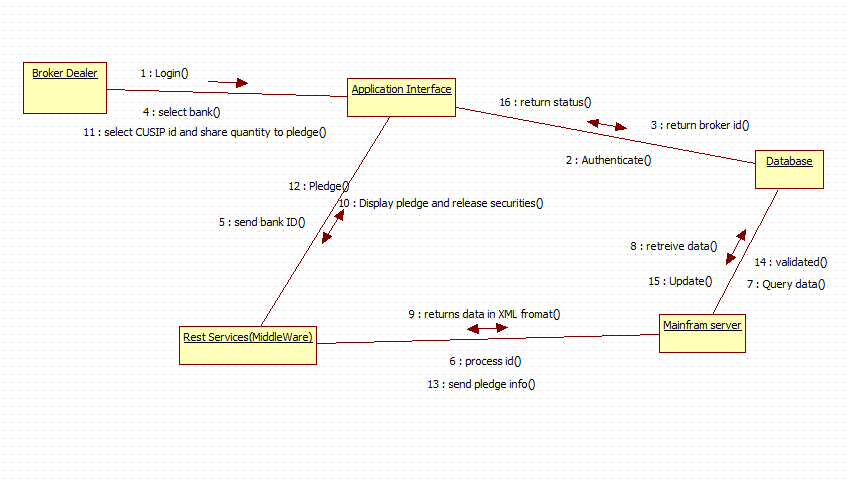 Broker Dealer
1 : Login()
Application Interface
4 : select bank()
11 : select CUSIP id and share quantity to pledge()
16 : return status()
3 : return broker id()
2 : Authenticate()
Database
12 : Pledge()
10 : Display pledge and release securities()
5 : send bank ID()
8 : retreive data()
14 : validated()
15 : Update()
7 : Query data()
9 : returns data in XML fromat()
Mainfram server
Rest Services(MiddleWare)
6 : process id()
13 : send pledge info()